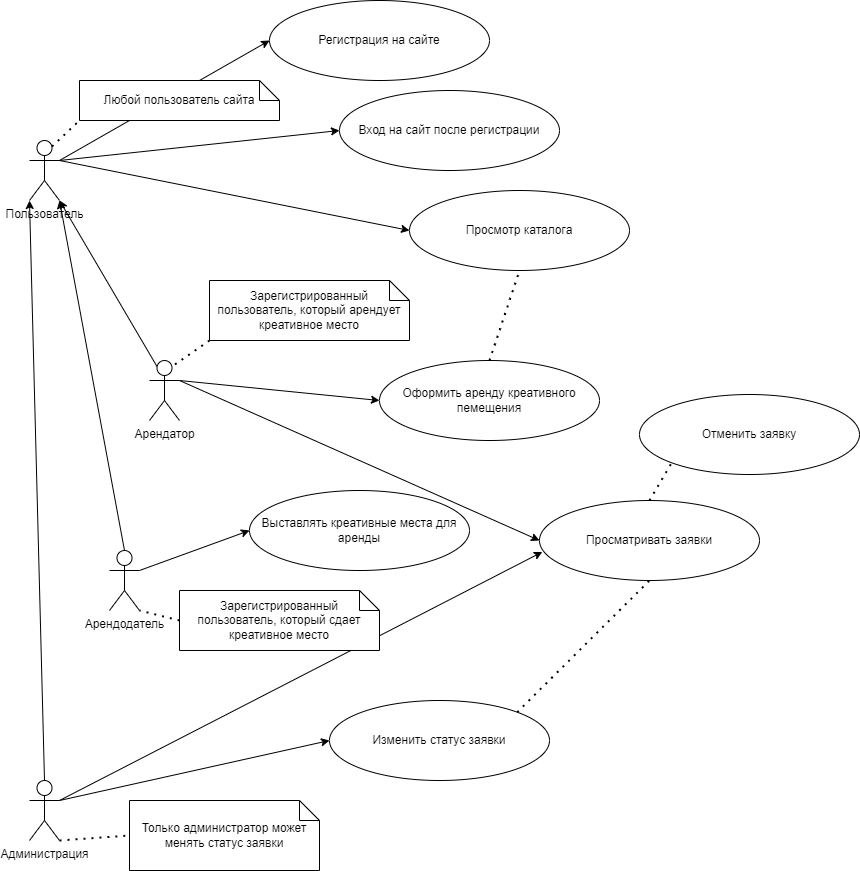 Регистрация на сайте
Любой пользователь сайта
Вход на сайт после регистрации
Пользователь
Просмотр каталога
Зарегистрированный
пользователь, который арендует
креативное место
Оформить аренду креативного
пемещения
Арендатор
Отменить заявку
Выставлять креативные места для
аренды
Просматривать заявки
Зарегистрированный
пользователь, который сдает
креативное место
Арендодатель
Изменить статус заявки
Только администратор может
менять статус заявки
Администрация